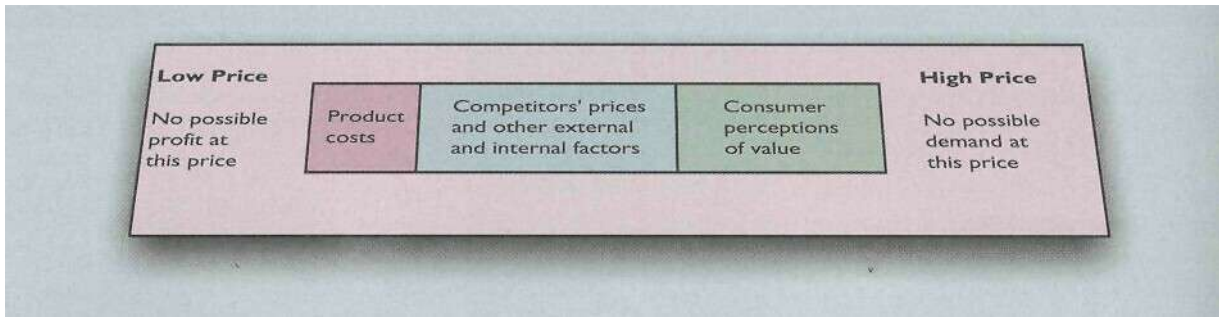 Low Price
No possible
profit at
this price
Product
costs
Competitors' prices
and other external
and internal factors
Consumer
perceptions
of value
High Price
No possible
demand at
this price